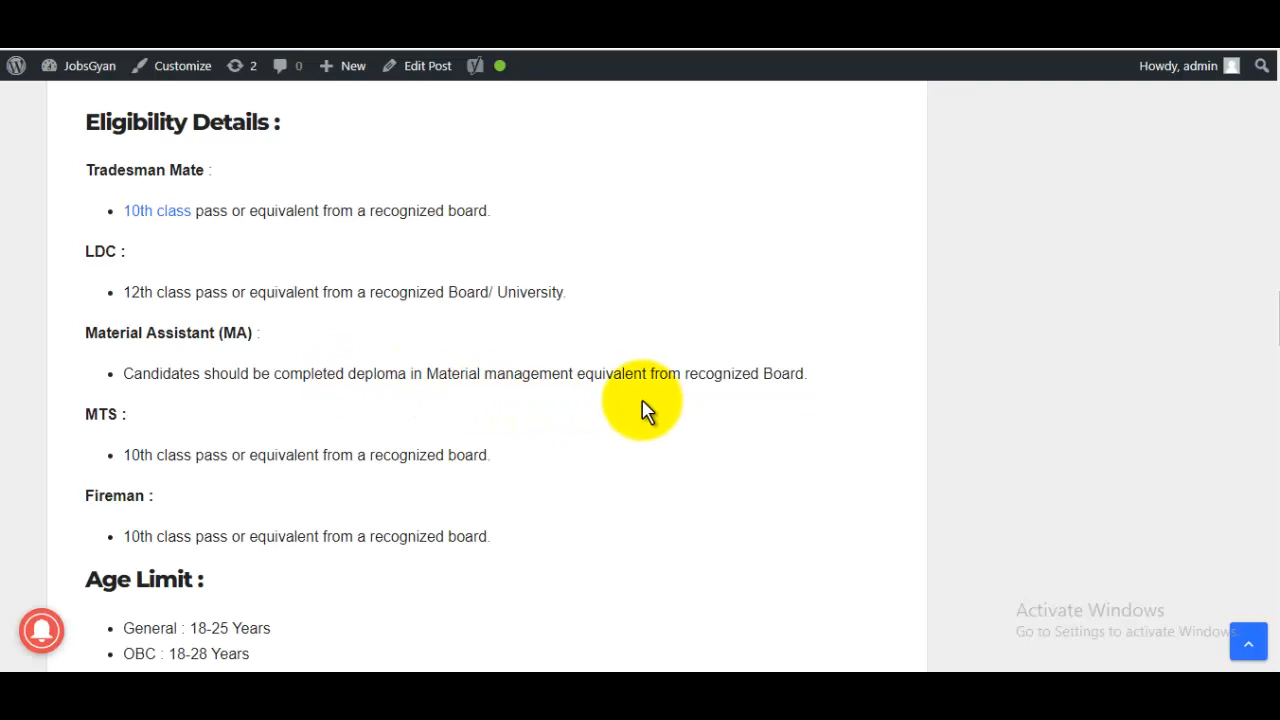 JobsGyan Customize 2 0 New Edit Post Howdy, admin
Eligibility Details :
Tradesman Mate :
10th class pass or equivalent from a recognized board.
LDC :
12th class pass or equivalent from a recognized Board/ University.
Material Assistant (MA) :
Candidates should be completed deploma in Material management equivalent from recognized Board.
MTS :
10th class pass or equivalent from a recognized board.
Fireman :
10th class pass or equivalent from a recognized board.
Age Limit :
General : 18-25 Years
OBC : 18-28 Years
Activate Windows
Go to Settings to activate Windows.